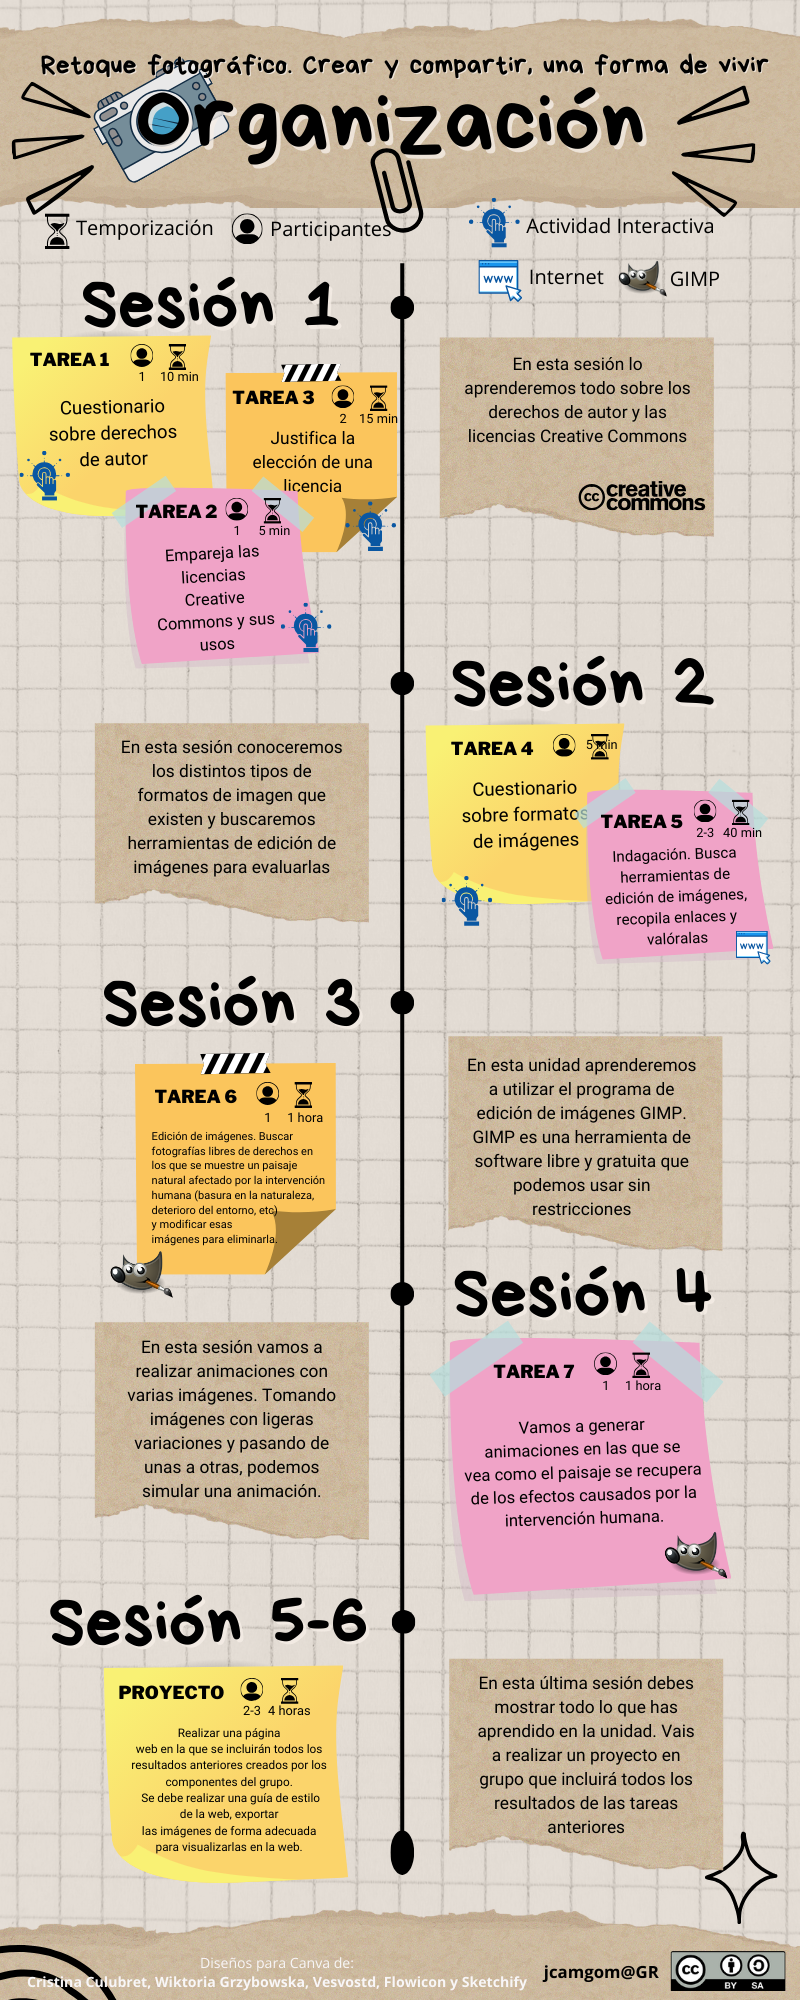 Retoque fotográfico. Crear y compartir, una forma de vivir
Organización
Temporización
Participantes
Actividad Interactiva
Internet
GIMP
Sesión 1
TAREA 1
1
10 min
Cuestionario
sobre derechos
de autor
TAREA 3
2
15 min
Justifica la
elección de una
licencia
TAREA 2
1
5 min
Empareja las
licencias
Creative
Commons y sus
usos
En esta sesión lo
aprenderemos todo sobre los
derechos de autor y las
licencias Creative Commons
cc creative
commons
Sesión 2
En esta sesión conoceremos
los distintos tipos de
formatos de imagen que
existen y buscaremos
herramientas de edición de
imágenes para evaluarlas
TAREA 4
5 min
Cuestionario
sobre formatos
de imágenes
TAREA 5
2-3
40 min
Indagación. Busca
herramientas de
edición de imágenes,
recopila enlaces y
valóralas
www
Sesión 3
TAREA 6
1
1 hora
Edición de imágenes. Buscar
fotografías libres de derechos en
los que se muestre un paisaje
natural afectado por la intervención
humana (basura en la naturaleza,
deterioro del entorno, etc)
y modificar esas
imágenes para eliminarla.
En esta unidad aprenderemos
a utilizar el programa de
edición de imágenes GIMP.
GIMP es una herramienta de
software libre y gratuita que
podemos usar sin
restricciones
Sesión 4
En esta sesión vamos a
realizar animaciones con
varias imágenes. Tomando
imágenes con ligeras
variaciones y pasando de
unas a otras, podemos
simular una animación.
TAREA 7
1
1 hora
Vamos a generar
animaciones en las que se
vea como el paisaje se recupera
de los efectos causados por la
intervención humana.
Sesión 5-6
PROYECTO
2-3
4 horas
Realizar una página
web en la que se incluirán todos los
resultados anteriores creados por los
componentes del grupo.
Se debe realizar una guía de estilo
de la web, exportar
las imágenes de forma adecuada
para visualizarlas en la web.
En esta última sesión debes
mostrar todo lo que has
aprendido en la unidad. Vais
a realizar un proyecto en
grupo que incluirá todos los
resultados de las tareas
anteriores
Diseños para Canva de:
Cristina Culubret, Wiktoria Grzybowska, Vesvostd, Flowicon y Sketchify
jcamgom@GR
cc
BY SA